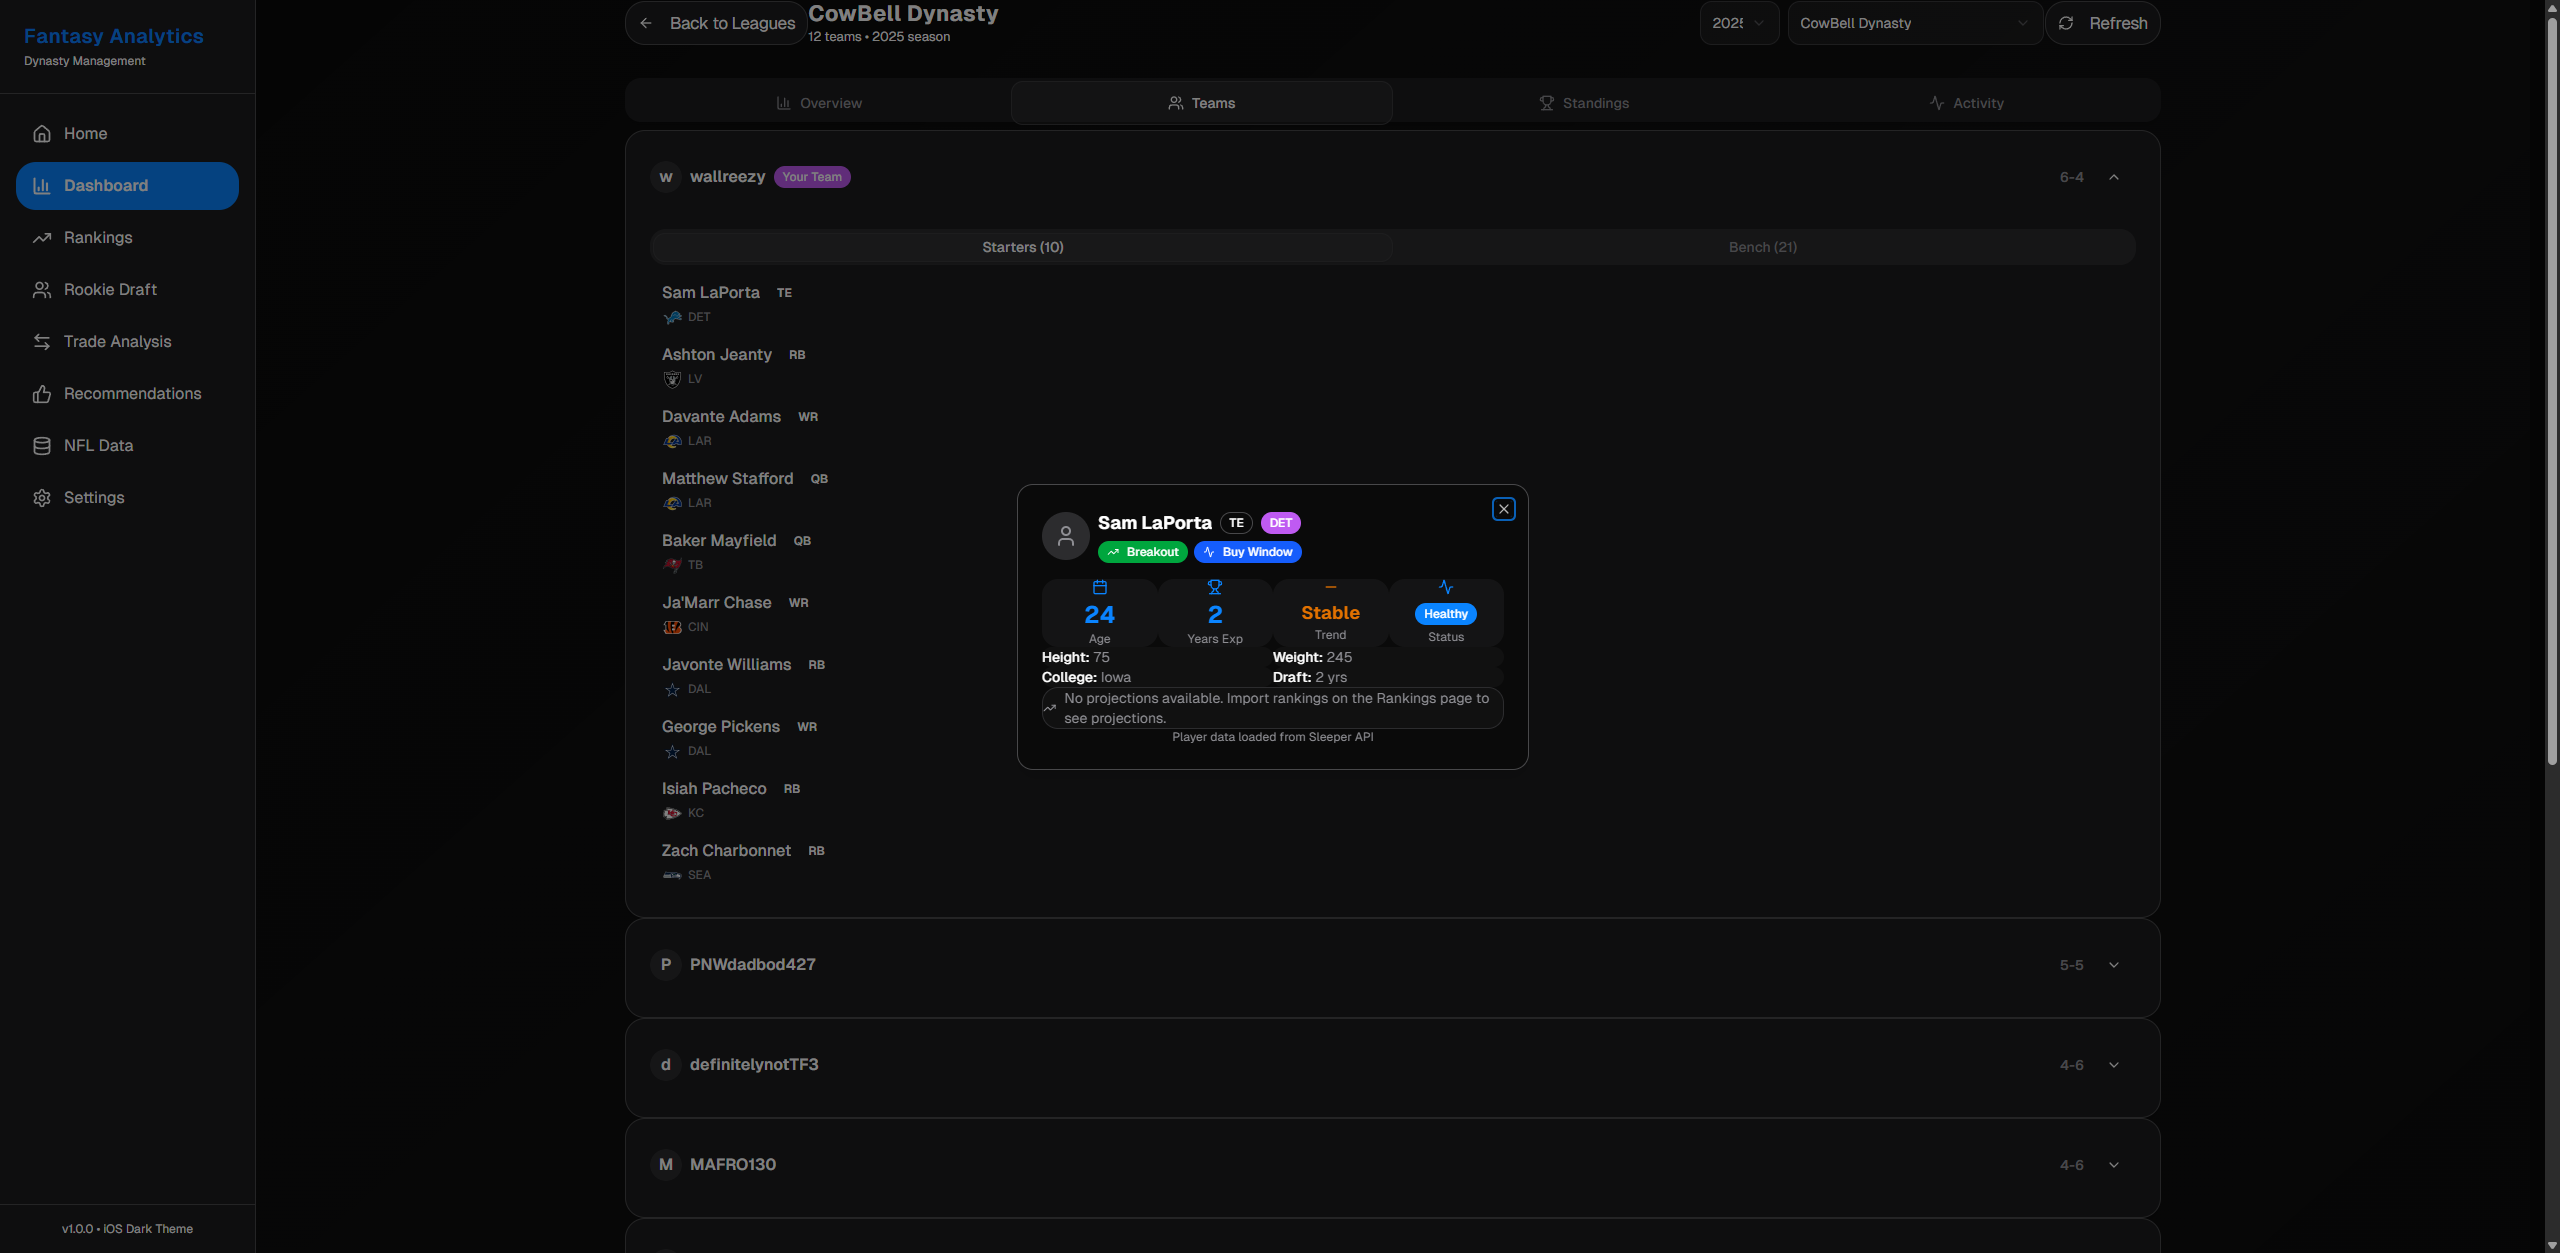 Fantasy Analytics
Dynasty Management
Home
Dashboard
Rankings
Rookie Draft
Trade Analysis
Recommendations
NFL Data
Settings
v1.0.0 • iOS Dark Theme
Back to Leagues
CowBell Dynasty
12 teams • 2025 season
2025
CowBell Dynasty
Refresh
Overview
Teams
Standings
Activity
w
wallreezy
Your Team
6-4
Starters (10)
Bench (21)
Sam LaPorta TE
DET
Ashton Jeanty RB
LV
Davante Adams WR
LAR
Matthew Stafford QB
LAR
Baker Mayfield QB
TB
Ja'Marr Chase WR
CIN
Javonte Williams RB
DAL
George Pickens WR
DAL
Isiah Pacheco RB
KC
Zach Charbonnet RB
SEA
Sam LaPorta TE DET
Breakout Buy Window
24
Age
2
Years Exp
Stable
Trend
Healthy
Status
Height: 75
Weight: 245
College: Iowa
Draft: 2 yrs
No projections available. Import rankings on the Rankings page to
see projections.
Player data loaded from Sleeper API
P
PNWdadbod427
5-5
d
definitelynotTF3
4-6
M
MAFRO130
4-6